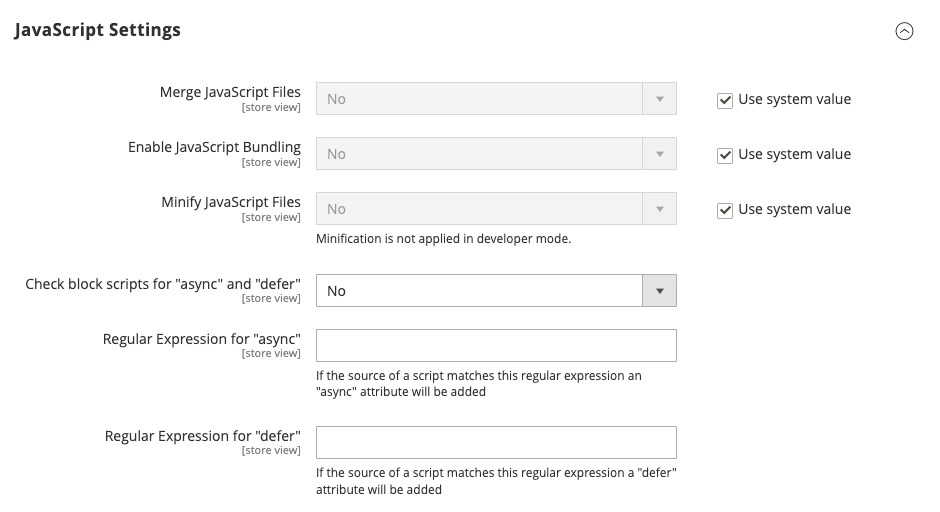 JavaScript Settings
Merge JavaScript Files
[store view]
No
Use system value
Enable JavaScript Bundling
[store view]
No
Use system value
Minify JavaScript Files
[store view]
No
Use system value
Minification is not applied in developer mode.
Check block scripts for "async" and "defer"
[store view]
No
Regular Expression for "async"
[store view]
If the source of a script matches this regular expression an
"async" attribute will be added
Regular Expression for "defer"
[store view]
If the source of a script matches this regular expression a "defer"
attribute will be added